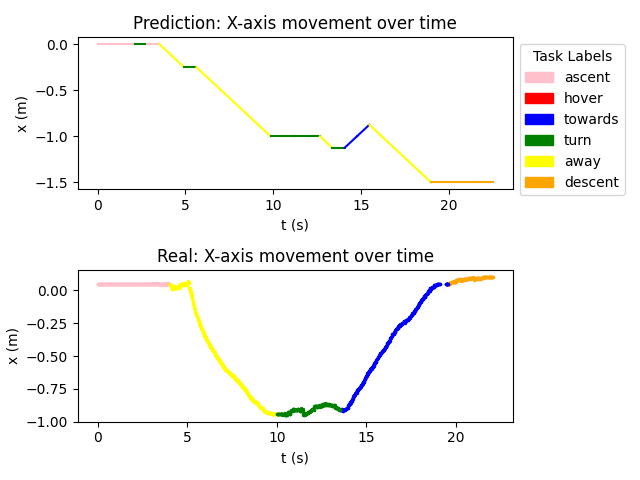 Prediction: X-axis movement over time
x (m)
0.0
−0.5
−1.0
−1.5
0
5
10
15
20
t (s)
Task Labels
ascent
hover
towards
turn
away
descent
Real: X-axis movement over time
x (m)
0.00
−0.25
−0.50
−0.75
−1.00
0
5
10
15
20
t (s)